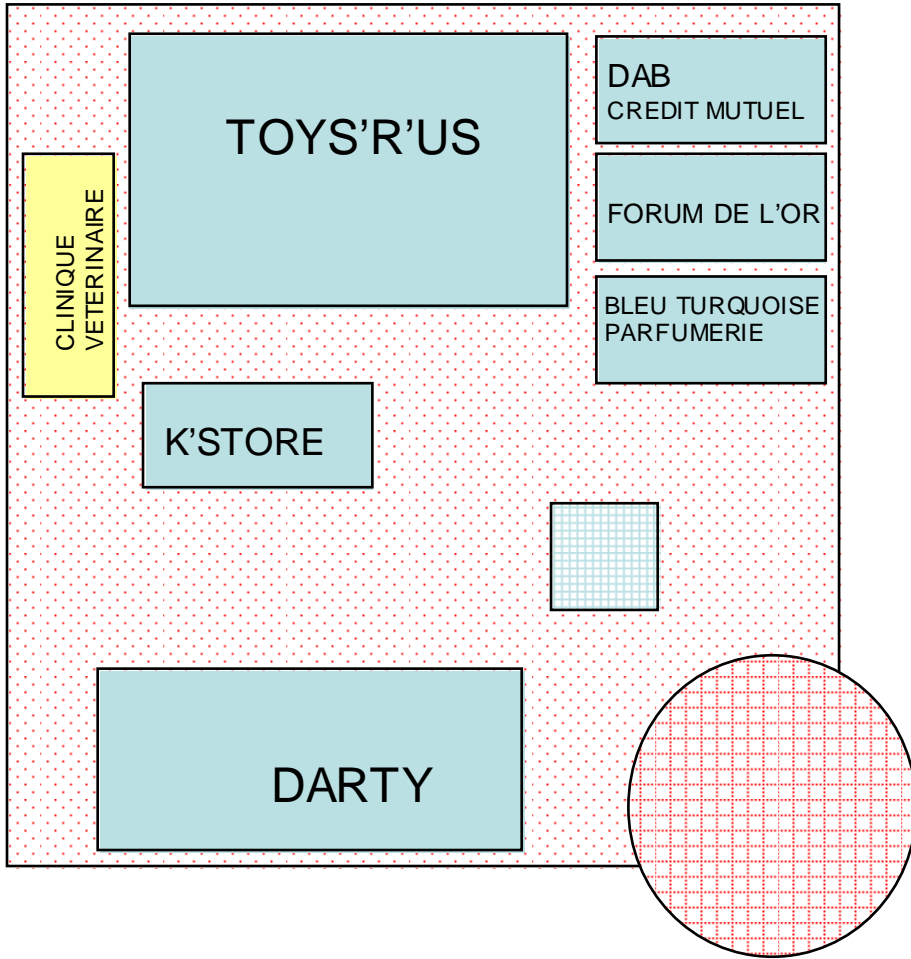 TOYS'R'US
DAB
CREDIT MUTUEL
FORUM DE L'OR
BLEU TURQUOISE
PARFUMERIE
CLINIQUE
VETERINAIRE
K'STORE
DARTY